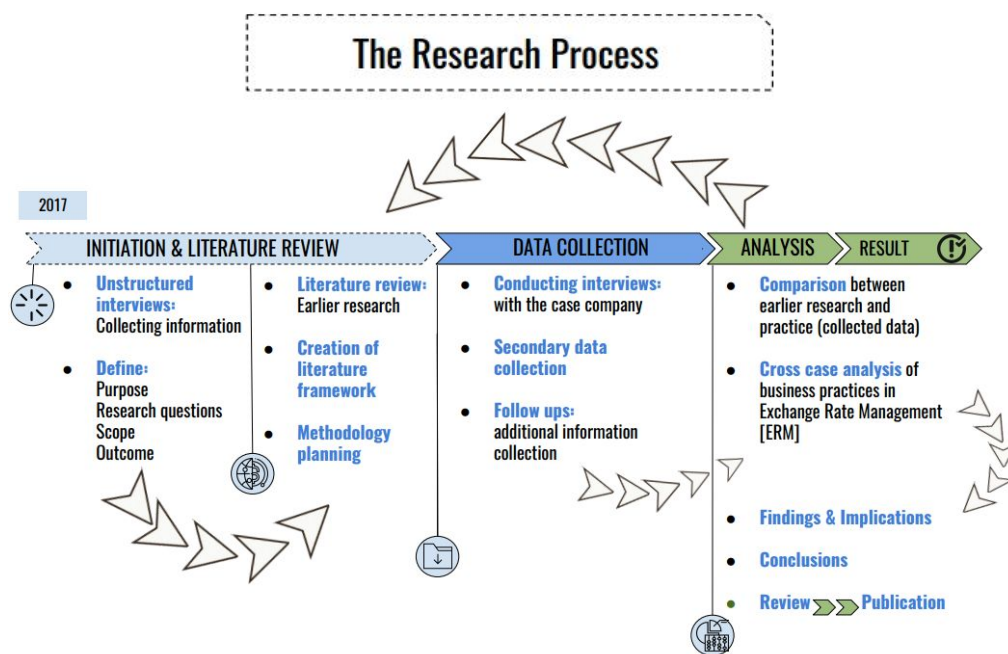 The Research Process
2017
INITIATION & LITERATURE REVIEW
DATA COLLECTION
ANALYSIS
RESULT
● Unstructured
interviews:
Collecting information
● Define:
Purpose
Research questions
Scope
Outcome
● Literature review:
Earlier research
● Creation of
literature
framework
● Methodology
planning
● Conducting interviews:
with the case company
● Secondary data
collection
● Follow ups:
additional information
collection
● Comparison between
earlier research and
practice (collected data)
● Cross case analysis of
business practices in
Exchange Rate Management
[ERM]
● Findings & Implications
● Conclusions
● Review Publication